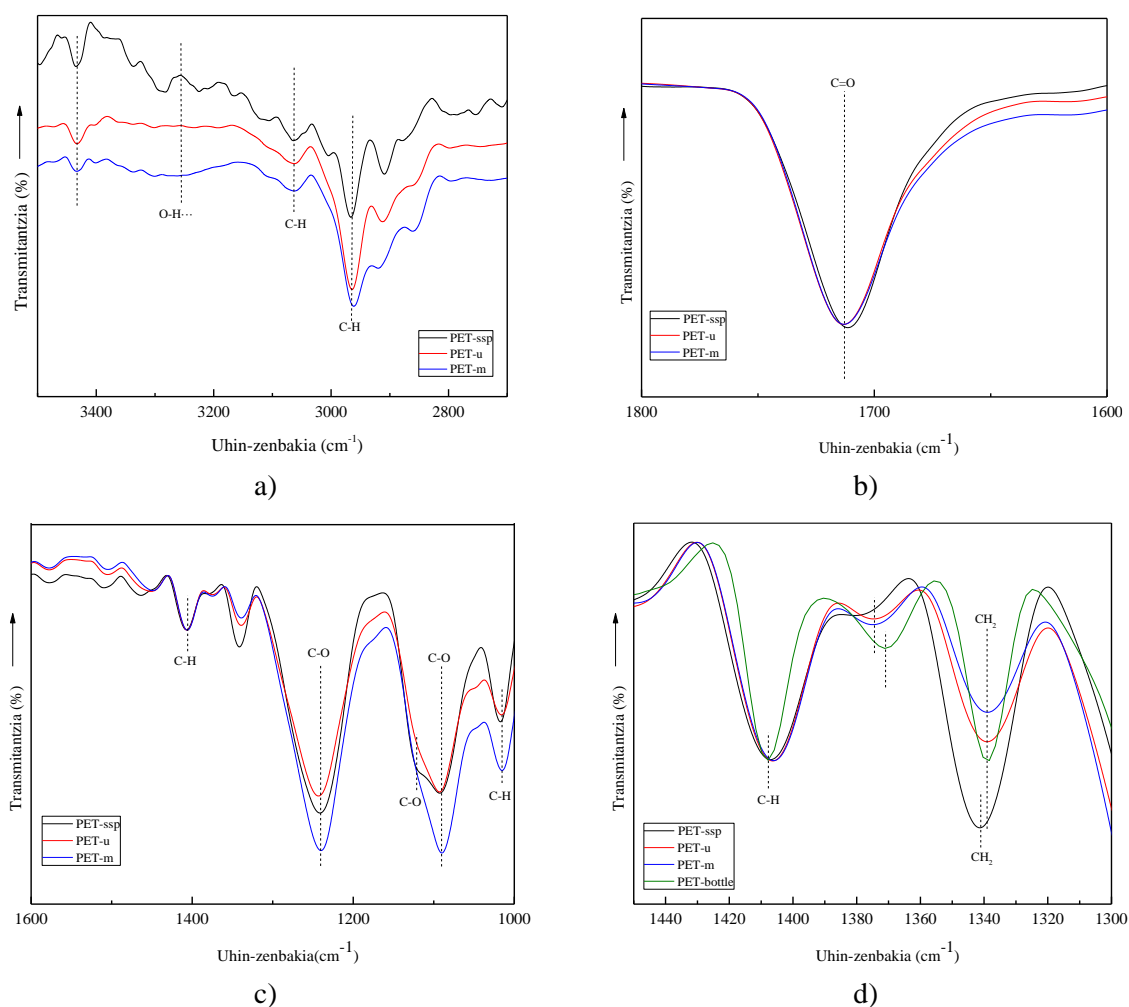 Transmitantzia (%)
O-H···
C-H
C-H
PET-ssp
PET-u
PET-m
3400 3200 3000 2800
Uhin-zenbakia (cm-1)
a)
Transmitantzia (%)
C=O
PET-ssp
PET-u
PET-m
1800 1700 1600
Uhin-zenbakia (cm-1)
b)
Transmitantzia (%)
C-H
C-O
C-O
C-O
C-H
PET-ssp
PET-u
PET-m
1600 1400 1200 1000
Uhin-zenbakia(cm-1)
c)
Transmitantzia (%)
CH2
C-H
CH2
PET-ssp
PET-u
PET-m
PET-bottle
1440 1420 1400 1380 1360 1340 1320 1300
Uhin-zenbakia (cm-1)
d)